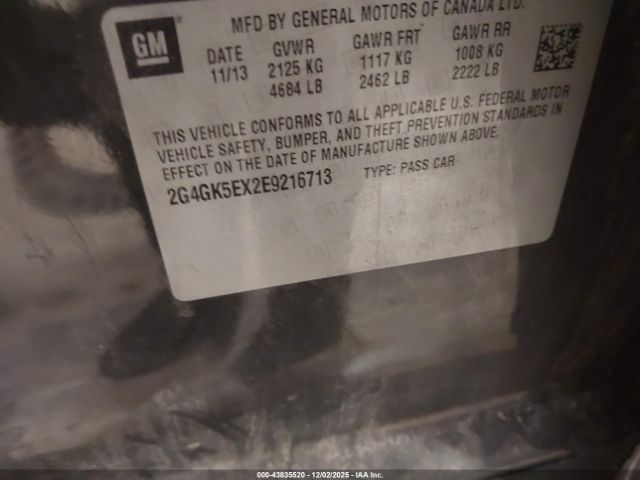 GM
MFD BY GENERAL MOTORS OF CANADA LTD.
DATE GVWR GAWR FRT GAWR RR
11/13 2125 KG 1117 KG 1008 KG
4684 LB 2462 LB 2222 LB
THIS VEHICLE CONFORMS TO ALL APPLICABLE U.S. FEDERAL MOTOR
VEHICLE SAFETY, BUMPER, AND THEFT PREVENTION STANDARDS IN
EFFECT ON THE DATE OF MANUFACTURE SHOWN ABOVE.
2G4GK5EX2E9216713 TYPE: PASS CAR
000-43835520 - 12/02/2025 - IAA Inc.